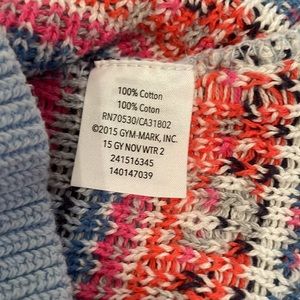 100% Cotton
100% Coton
RN70530/CA31802
©2015 GYM-MARK, INC.
15 GY NOV WTR 2
241516345
140147039